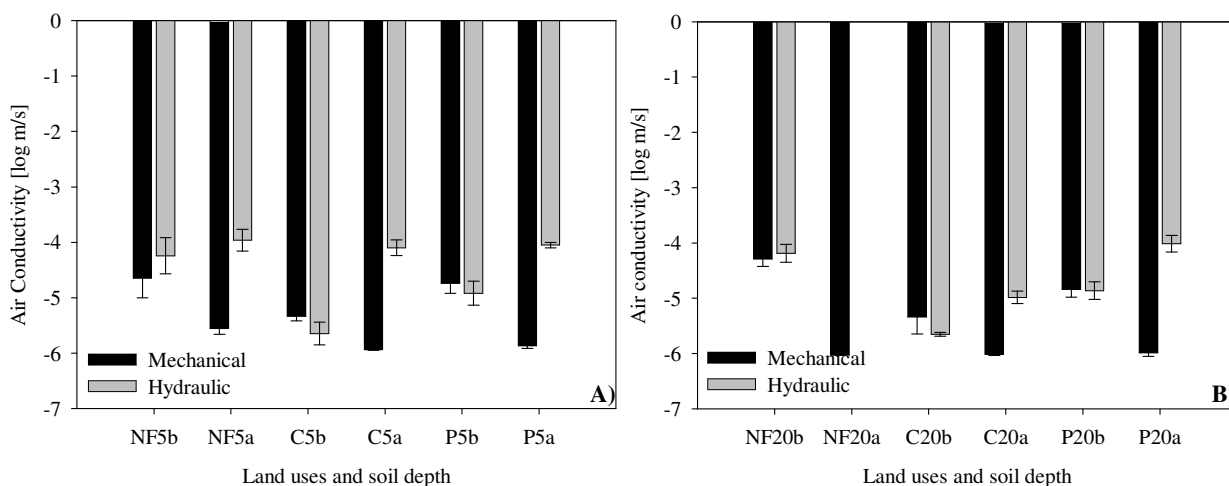 Air Conductivity [log m/s]
0
-1
-2
-3
-4
-5
-6
-7
Mechanical
Hydraulic
A)
NF5b NF5a C5b C5a P5b P5a
Land uses and soil depth
Air conductivity [log m/s]
0
-1
-2
-3
-4
-5
-6
-7
Mechanical
Hydraulic
B
NF20b NF20a C20b C20a P20b P20a
Land uses and soil depth